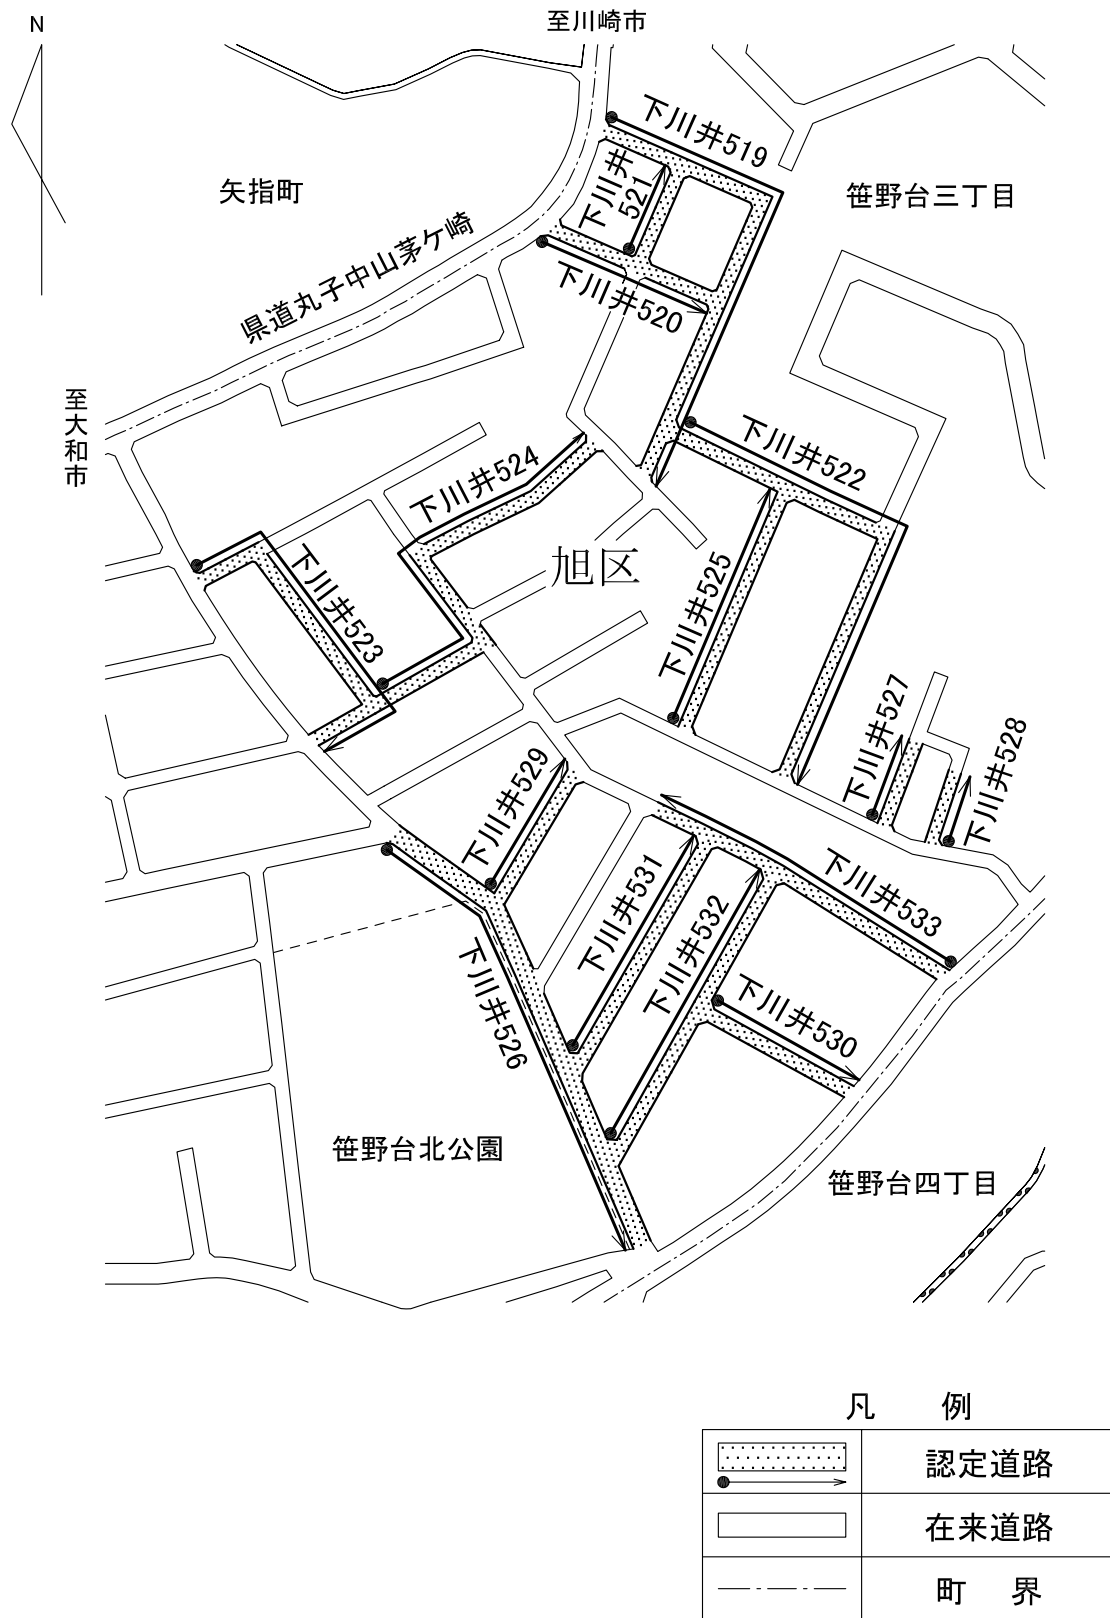 N
至川崎市
下川井519
矢指町
下川井
521
笹野台三丁目
県道丸子中山茅ケ崎
下川井520
至大和市
下川井522
下川井524
旭区
下川井523
下川井525
下川井527
下川井528
下川井529
下川井531
下川井532
下川井533
下川井526
下川井530
笹野台北公園
笹野台四丁目
凡 例
認定道路
在来道路
町 界